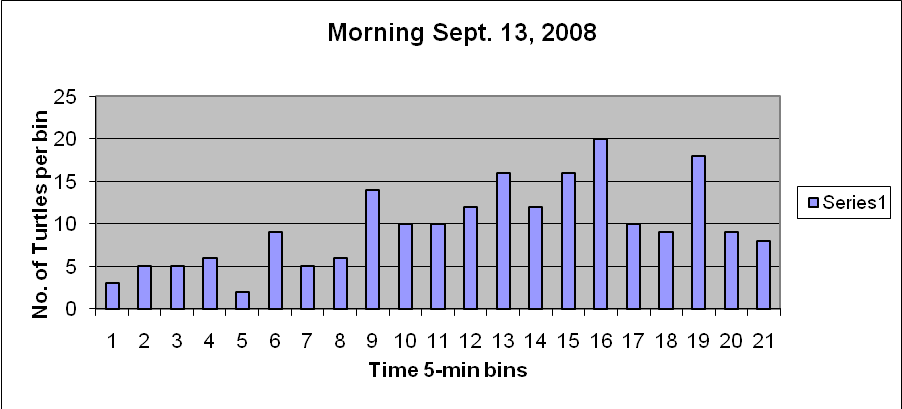 Morning Sept. 13, 2008
No. of Turtles per bin
25
20
15
10
5
0
1 2 3 4 5 6 7 8 9 10 11 12 13 14 15 16 17 18 19 20 21
Time 5-min bins
Series1